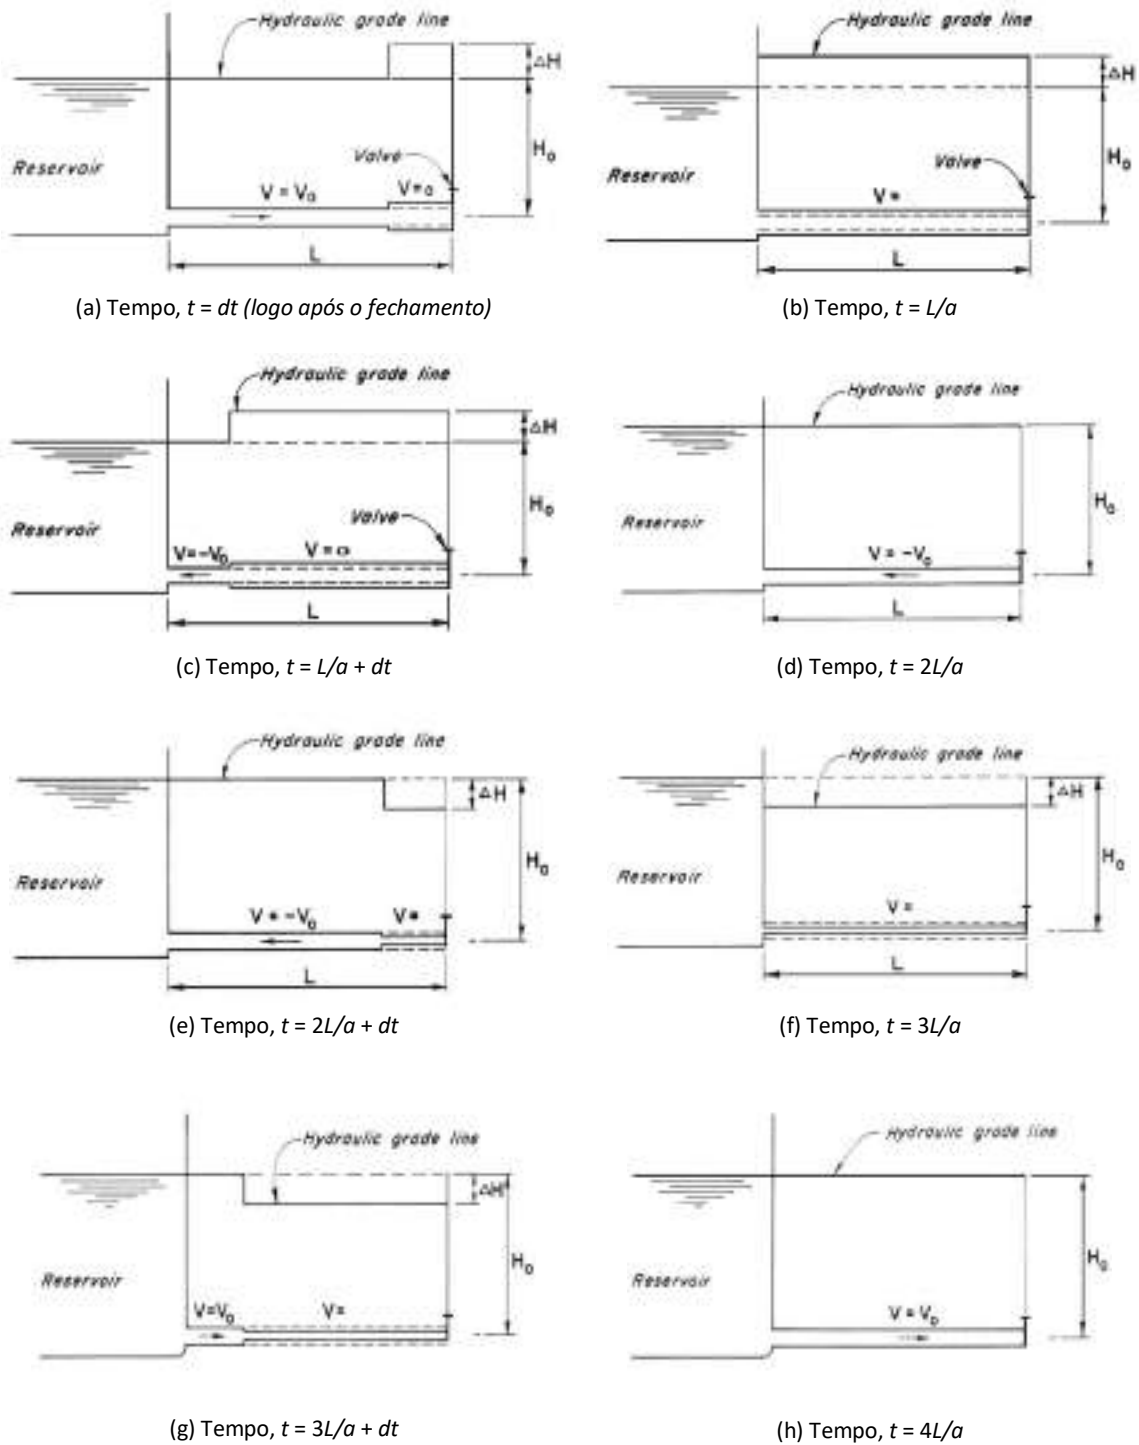 Hydraulic grade line
ΔH
H₀
Valve
Reservoir
V = V₀
V = o
L
(a) Tempo, t = dt (logo após o fechamento)
Hydraulic grade line
ΔH
H₀
Valve
Reservoir
V =
L
(b) Tempo, t = L/a
Hydraulic grade line
ΔH
H₀
Reservoir
Valve
V=-V₀
V = o
L
(c) Tempo, t = L/a + dt
Hydraulic grade line
H₀
Reservoir
V = -V₀
L
(d) Tempo, t = 2L/a
Hydraulic grade line
ΔH
H₀
Reservoir
V = -V₀
V =
L
(e) Tempo, t = 2L/a + dt
Hydraulic grade line
ΔH
H₀
Reservoir
V =
L
(f) Tempo, t = 3L/a
Hydraulic grade line
ΔH
H₀
Reservoir
V=V₀
V=
(g) Tempo, t = 3L/a + dt
Hydraulic grade line
H₀
Reservoir
V = V₀
(h) Tempo, t = 4L/a